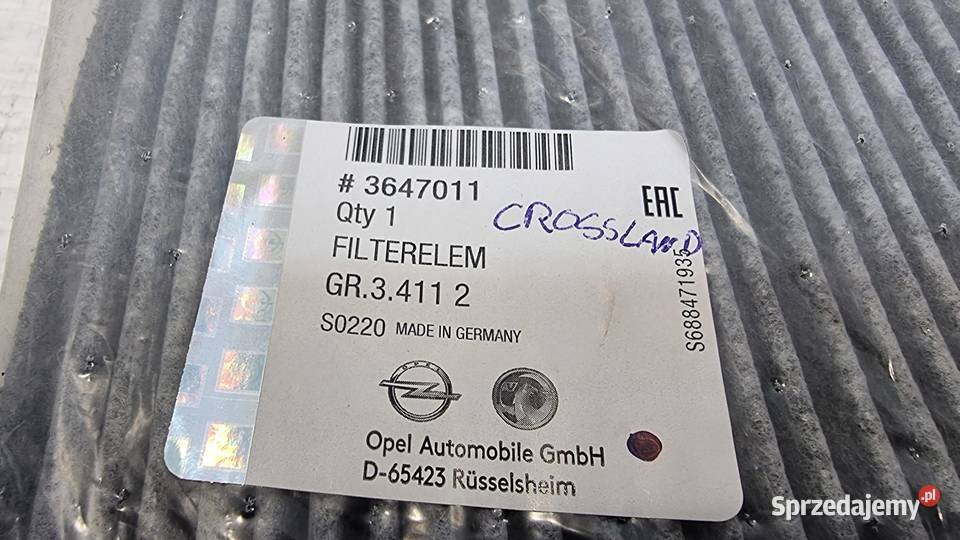 # 3647011
Qty 1
CROSSLAND
EAC
FILTERELEM
GR.3.411 2
S0220 MADE IN GERMANY
S688471935
OPEL
Opel Automobile GmbH
D-65423 Rüsselsheim
Sprzedajemy.pl